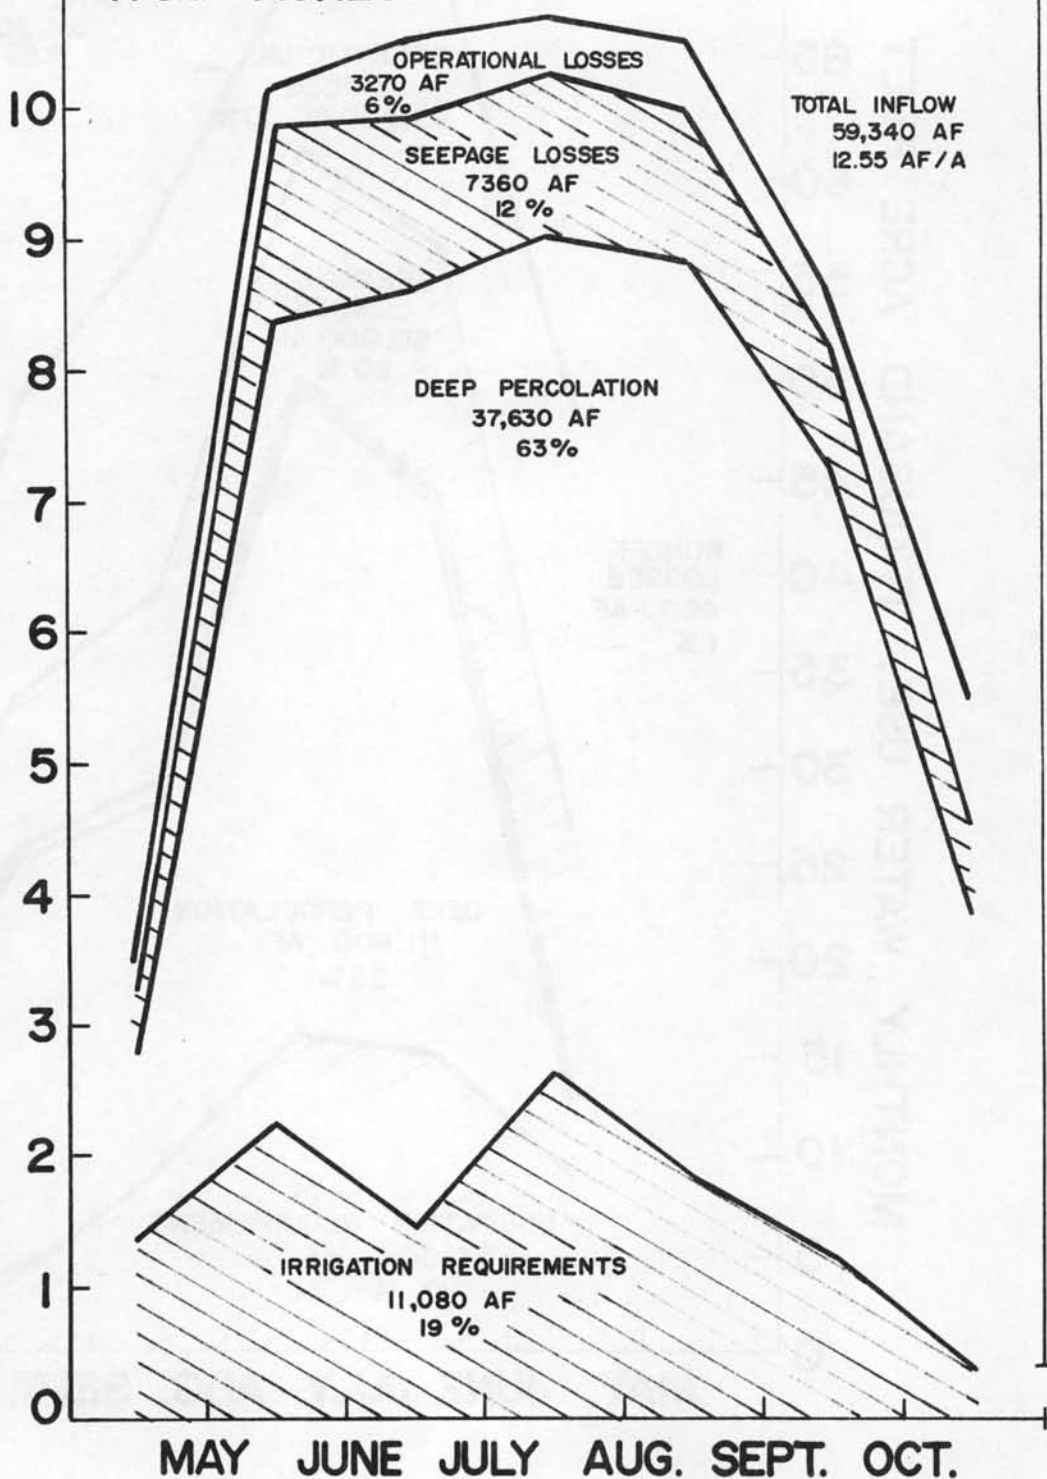 OPERATIONAL LOSSES
3270 AF
6%
TOTAL INFLOW
59,340 AF
12.55 AF/A
SEEPAGE LOSSES
7360 AF
12 %
DEEP PERCOLATION
37,630 AF
63%
IRRIGATION REQUIREMENTS
11,080 AF
19 %
10
9
8
7
6
5
4
3
2
1
0
MAY JUNE JULY AUG. SEPT. OCT.